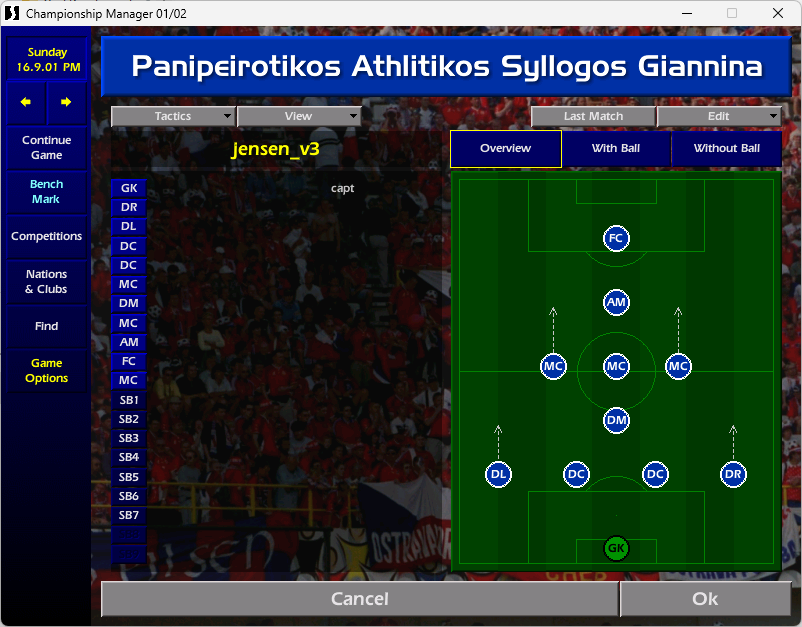 Championship Manager 01/02
Sunday
16.9.01 PM
Continue
Game
Bench
Mark
Competitions
Nations
& Clubs
Find
Game
Options
Panipeirotikos Athlitikos Syllogos Giannina
Tactics
View
Last Match
Edit
jensen_v3
Overview
With Ball
Without Ball
GK
capt
DR
DL
DC
DC
MC
DM
MC
AM
FC
MC
SB1
SB2
SB3
SB4
SB5
SB6
SB7
FC
AM
MC
MC
MC
DM
DL
DC
DC
DR
GK
OSTRAVA
Cancel
Ok